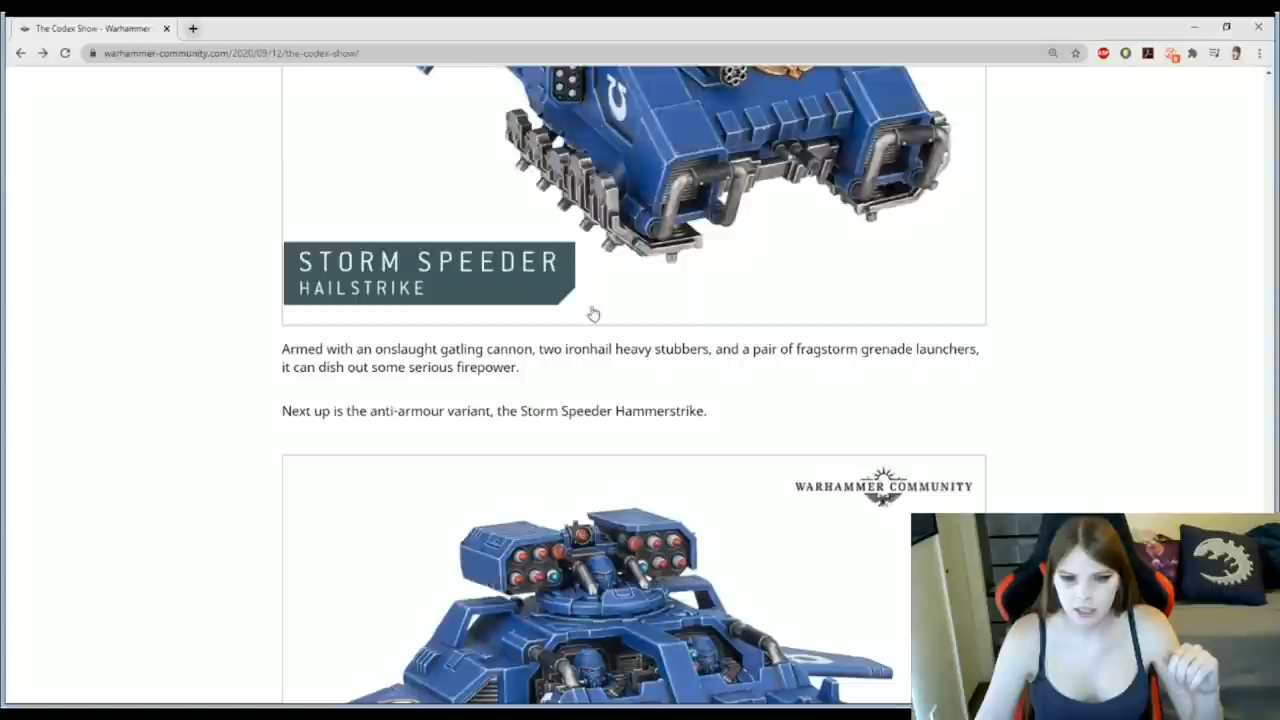 The Codex Show - Warhammer
warhammer-community.com/2020/09/12/the-codex-show/
STORM SPEEDER
HAILSTRIKE
Armed with an onslaught gatling cannon, two ironhail heavy stubbers, and a pair of fragstorm grenade launchers,
it can dish out some serious firepower.
Next up is the anti-armour variant, the Storm Speeder Hammerstrike.
WARHAMMER COMMUNITY